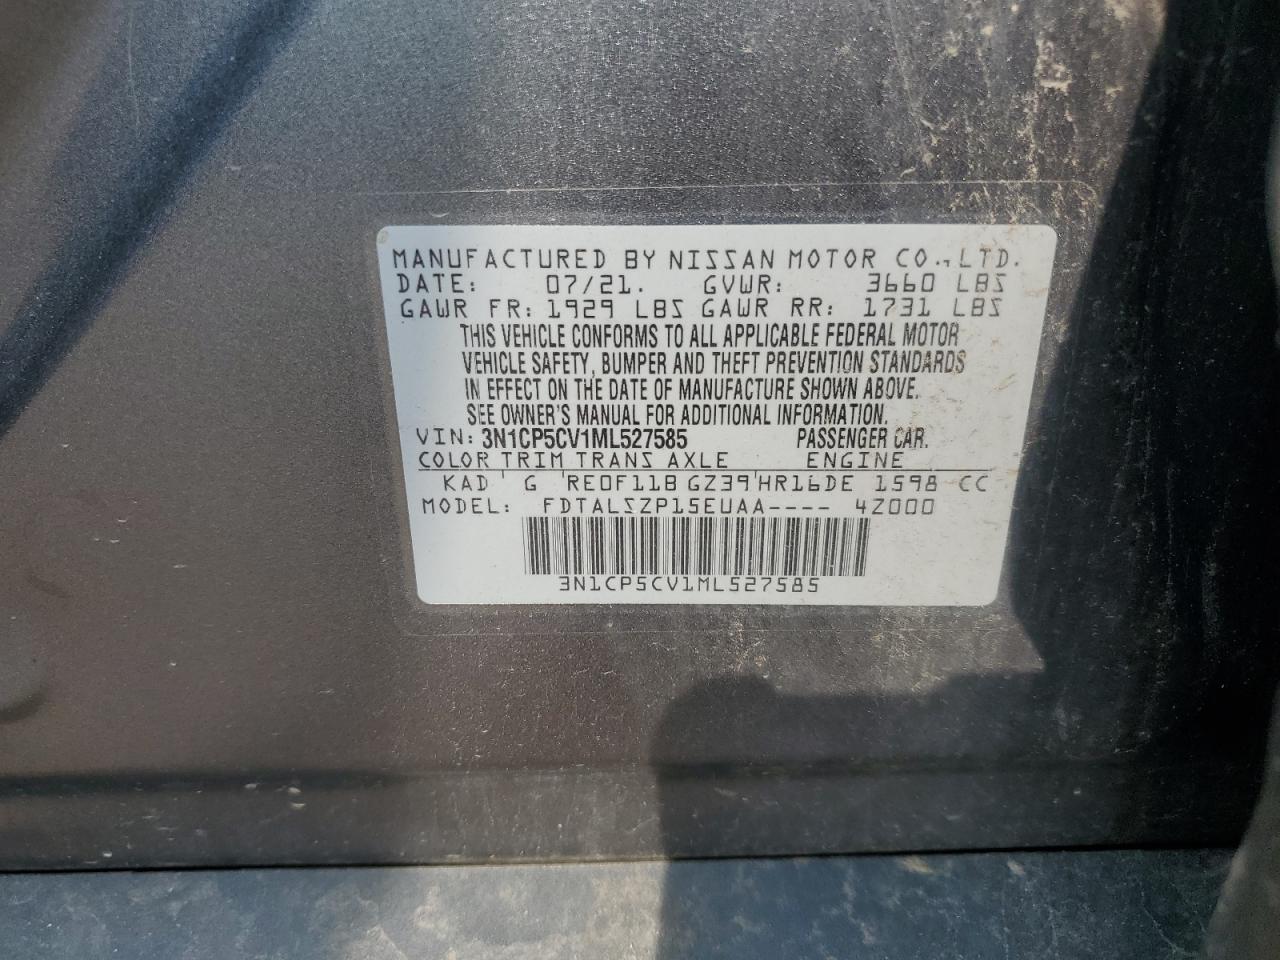 MANUFACTURED BY NISSAN MOTOR CO., LTD.
DATE: 07/21. GVWR: 3660 LBS
GAWR FR: 1929 LBS GAWR RR: 1731 LBS
THIS VEHICLE CONFORMS TO ALL APPLICABLE FEDERAL MOTOR
VEHICLE SAFETY, BUMPER AND THEFT PREVENTION STANDARDS
IN EFFECT ON THE DATE OF MANUFACTURE SHOWN ABOVE.
SEE OWNER'S MANUAL FOR ADDITIONAL INFORMATION.
VIN: 3N1CP5CV1ML527585 PASSENGER CAR.
COLOR TRIM TRANS AXLE ENGINE
KAD G RE0F11B GZ39 HR16DE 1598 CC
MODEL: FDTALSZP15EUAA---- 4Z000
3N1CP5CV1ML527585